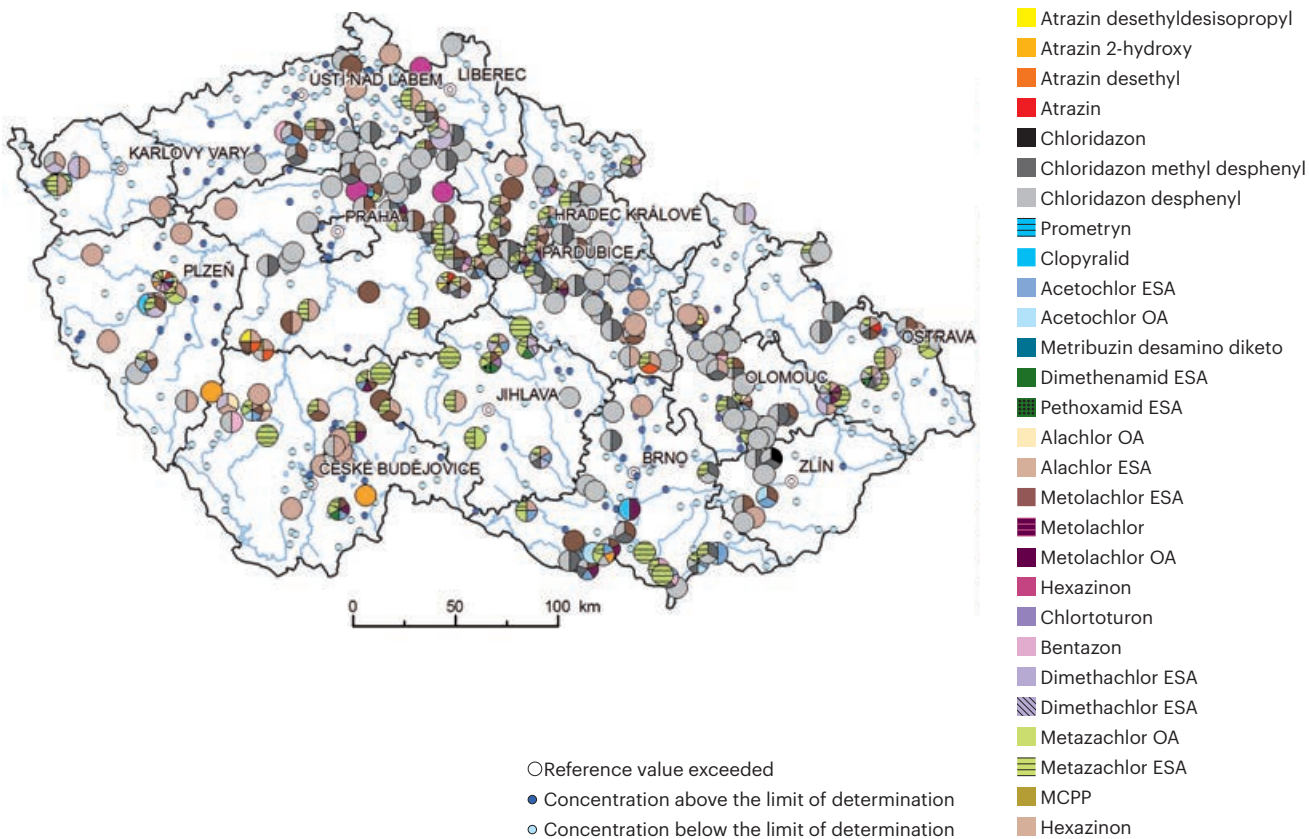 ÚSTÍ NAD LABEM
LIBEREC
KARLOVY VARY
PRAHA
HRADEC KRÁLOVÉ
PARDUBICE
PLZEŇ
OSTRAVA
OLOMOUC
JIHLAVA
BRNO
ZLÍN
ČESKÉ BUDĚJOVICE
0 50 100 km
Atrazin desethyldesisopropyl
Atrazin 2-hydroxy
Atrazin desethyl
Atrazin
Chloridazon
Chloridazon methyl desphenyl
Chloridazon desphenyl
Prometryn
Clopyralid
Acetochlor ESA
Acetochlor OA
Metribuzin desamino diketo
Dimethenamid ESA
Pethoxamid ESA
Alachlor OA
Alachlor ESA
Metolachlor ESA
Metolachlor
Metolachlor OA
Hexazinon
Chlortoturon
Bentazon
Dimethachlor ESA
Dimethachlor ESA
Metazachlor OA
Metazachlor ESA
MCPP
Hexazinon
Reference value exceeded
Concentration above the limit of determination
Concentration below the limit of determination